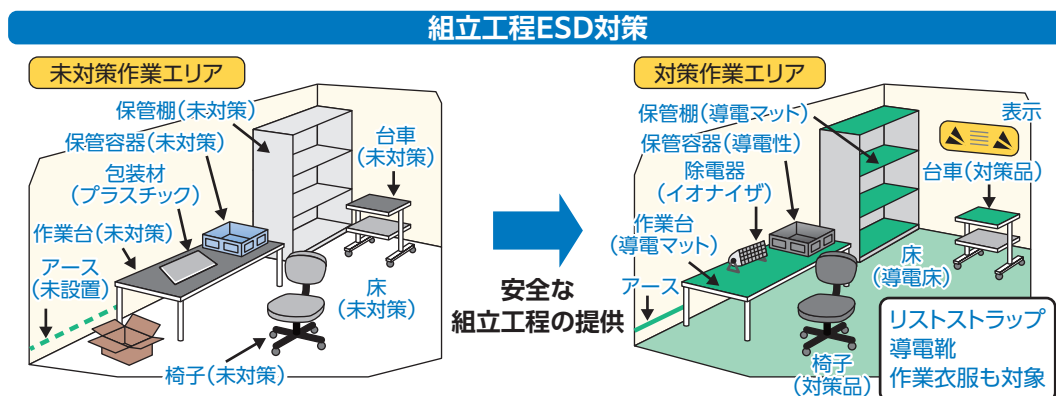 組立工程ESD対策
未対策作業エリア
保管棚(未対策)
保管容器(未対策)
包装材
(プラスチック)
作業台(未対策)
アース
(未設置)
台車
(未対策)
床
(未対策)
椅子(未対策)
安全な
組立工程の提供
対策作業エリア
保管棚(導電マット)
保管容器(導電性)
除電器
(イオナイザ)
作業台
(導電マット)
アース
表示
台車(対策品)
床
(導電床)
椅子
(対策品)
リストストラップ
導電靴
作業衣服も対象